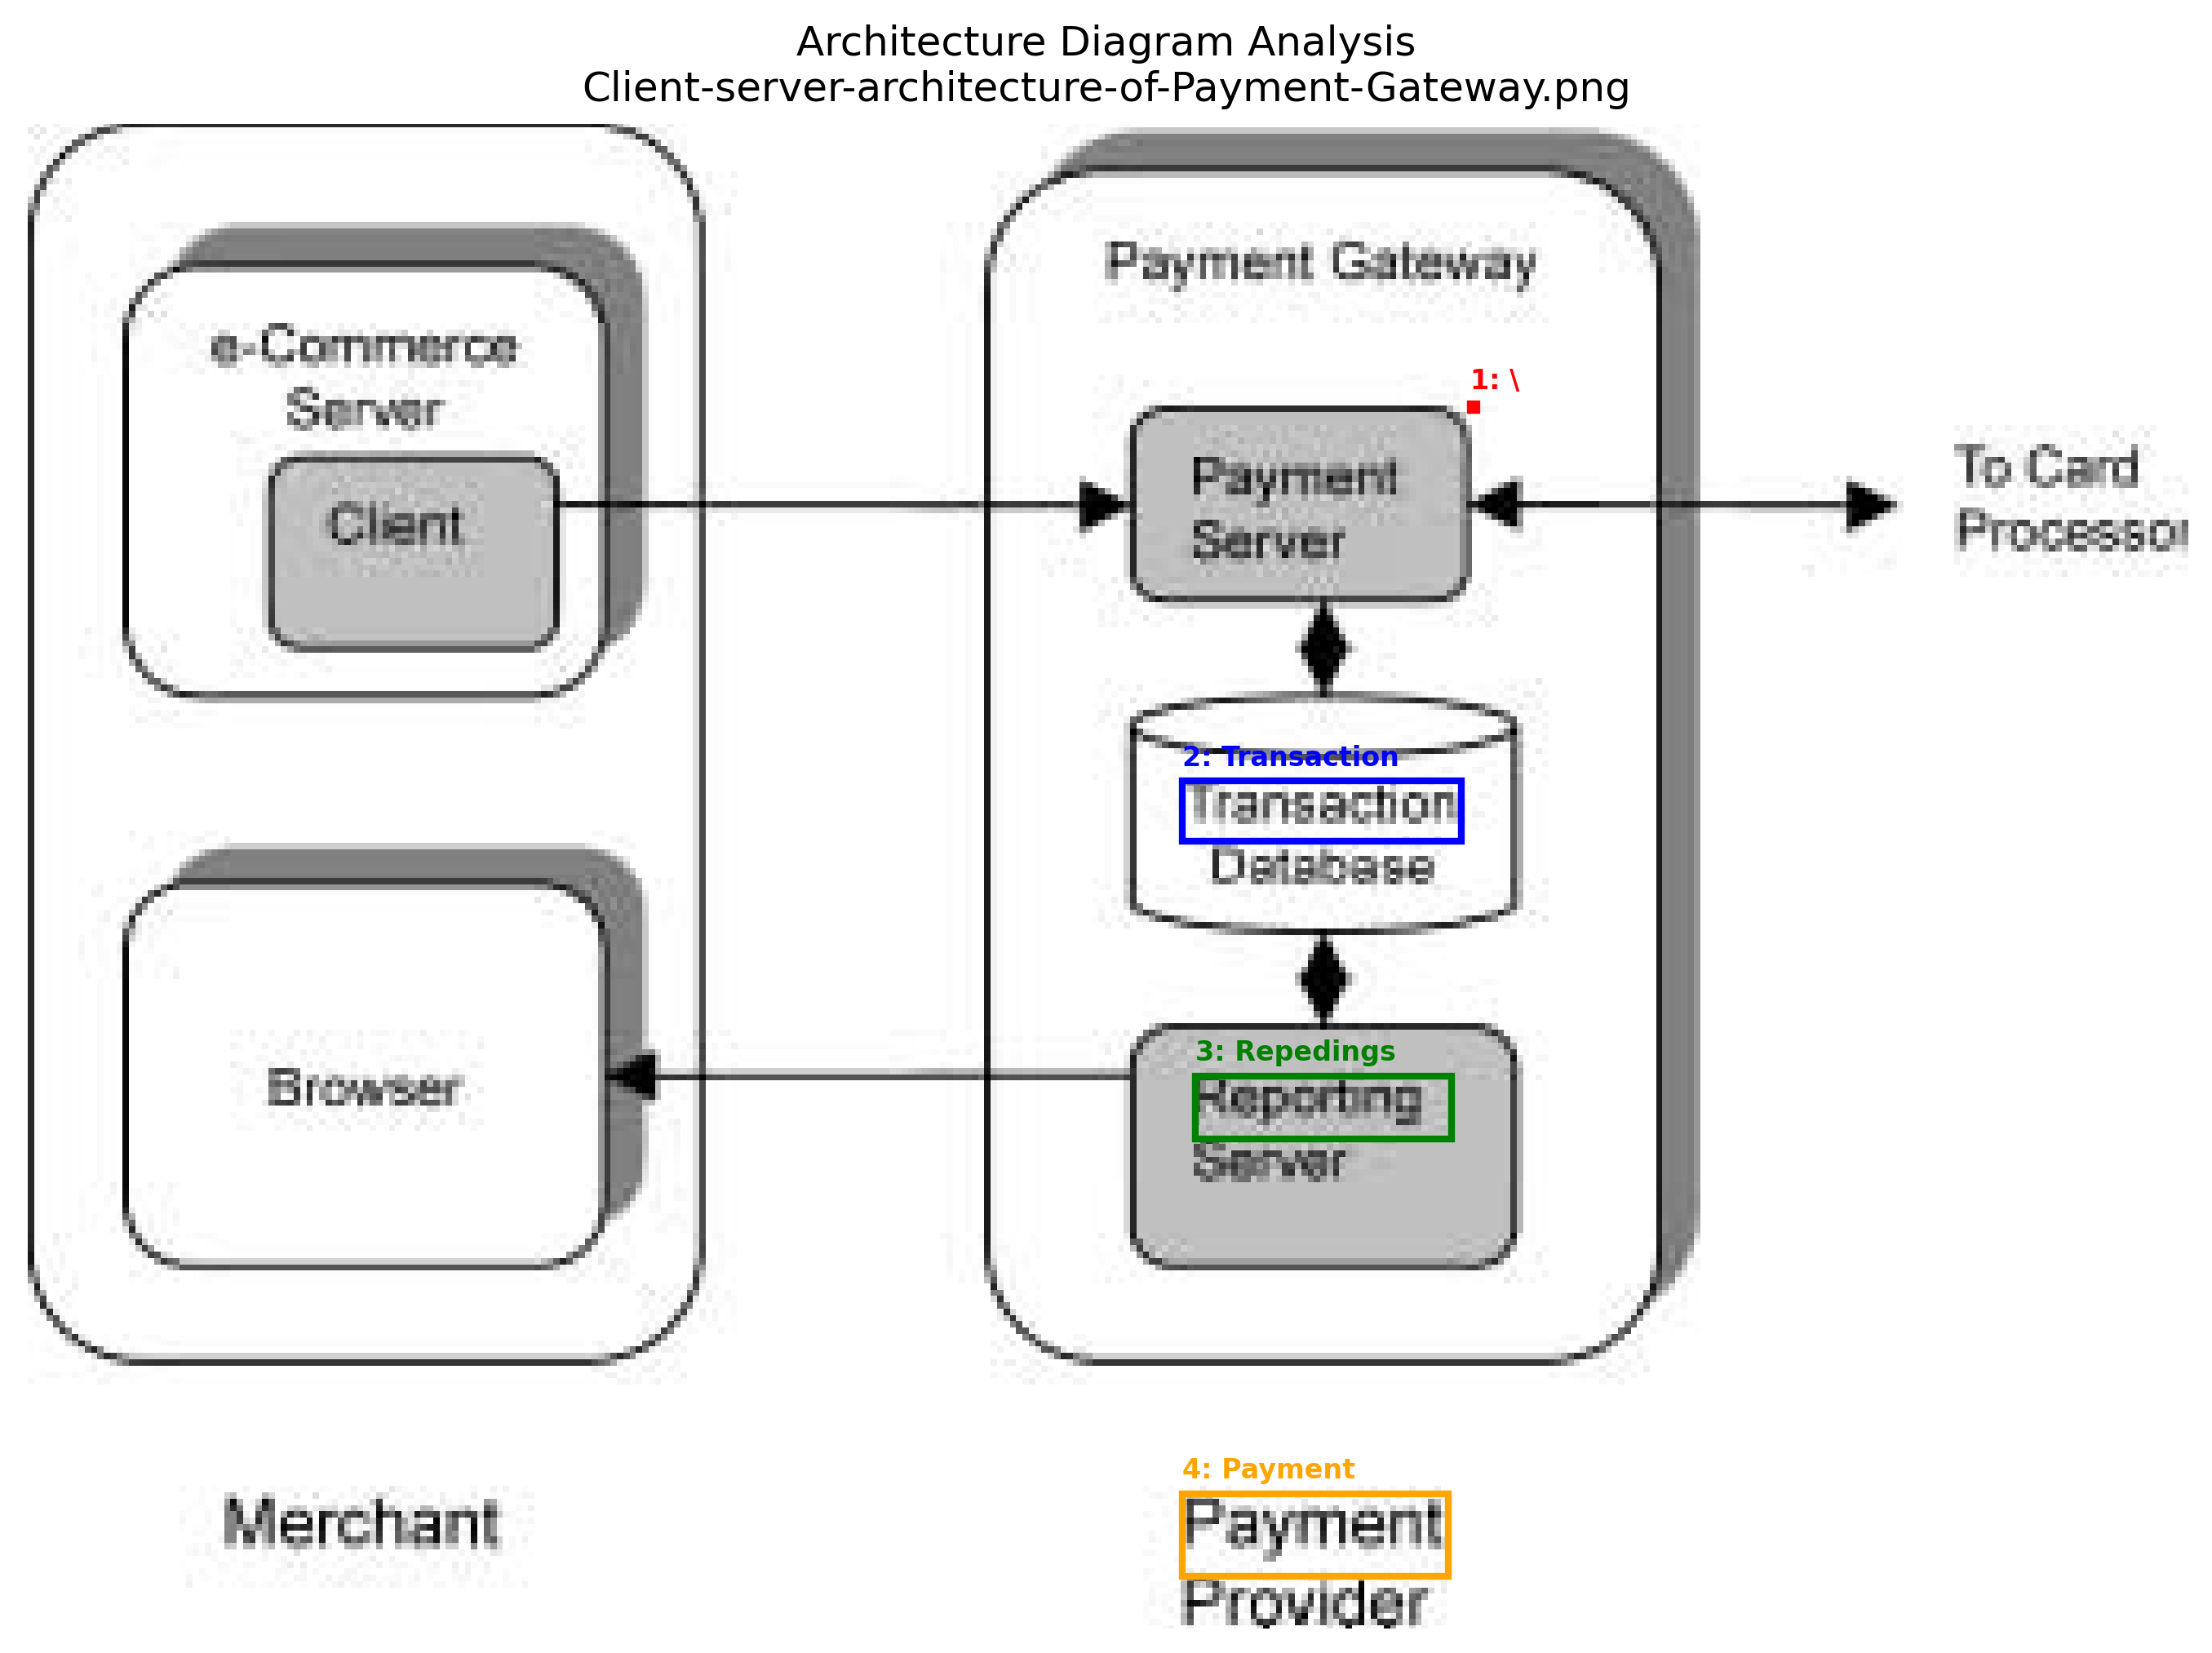 Architecture Diagram Analysis
Client-server-architecture-of-Payment-Gateway.png
e-Commerce
Server
Client
Browser
Merchant
Payment Gateway
1: \
Payment
Server
2: Transaction
Transaction
Database
3: Repedings
Reporting
Server
4: Payment
Payment
Provider
To Card
Processor